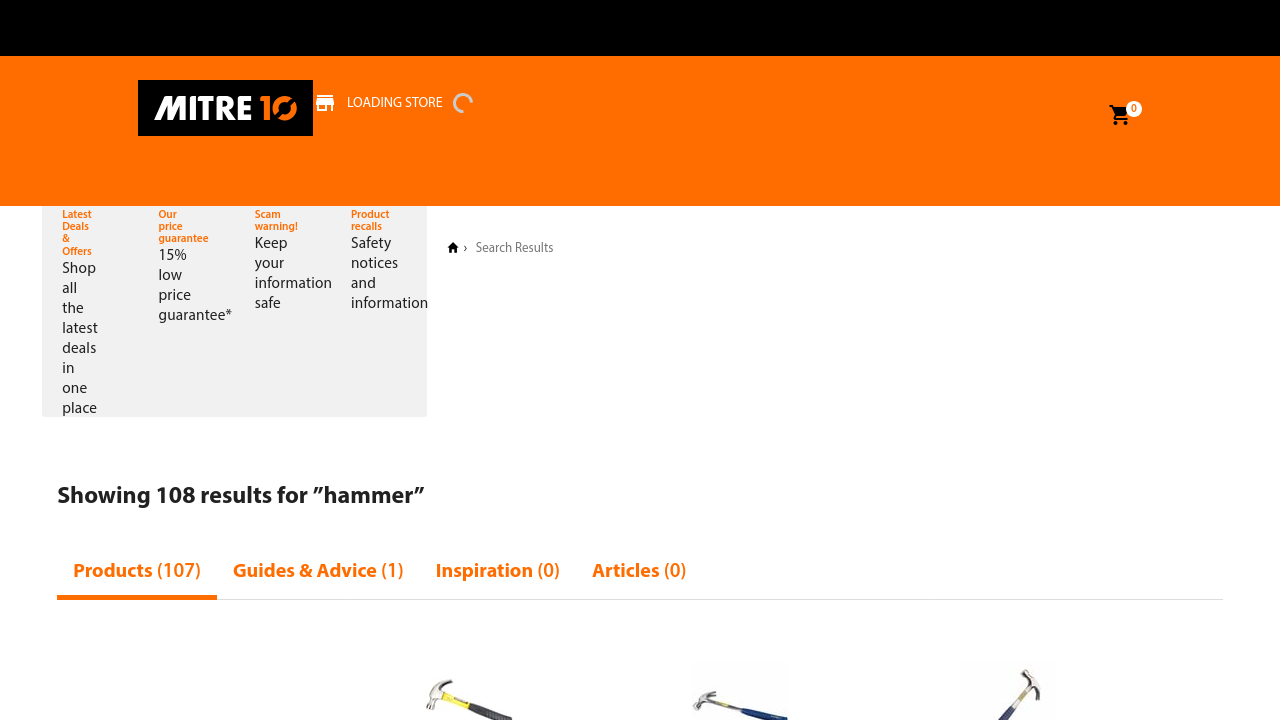 MITRE 10
LOADING STORE
0
Latest
Deals
&
Offers
Shop
all
the
latest
deals
in
one
place
Our
price
guarantee
15%
low
price
guarantee*
Scam
warning!
Keep
your
information
safe
Product
recalls
Safety
notices
and
information
› Search Results
Showing 108 results for ”hammer”
Products (107) Guides & Advice (1) Inspiration (0) Articles (0)